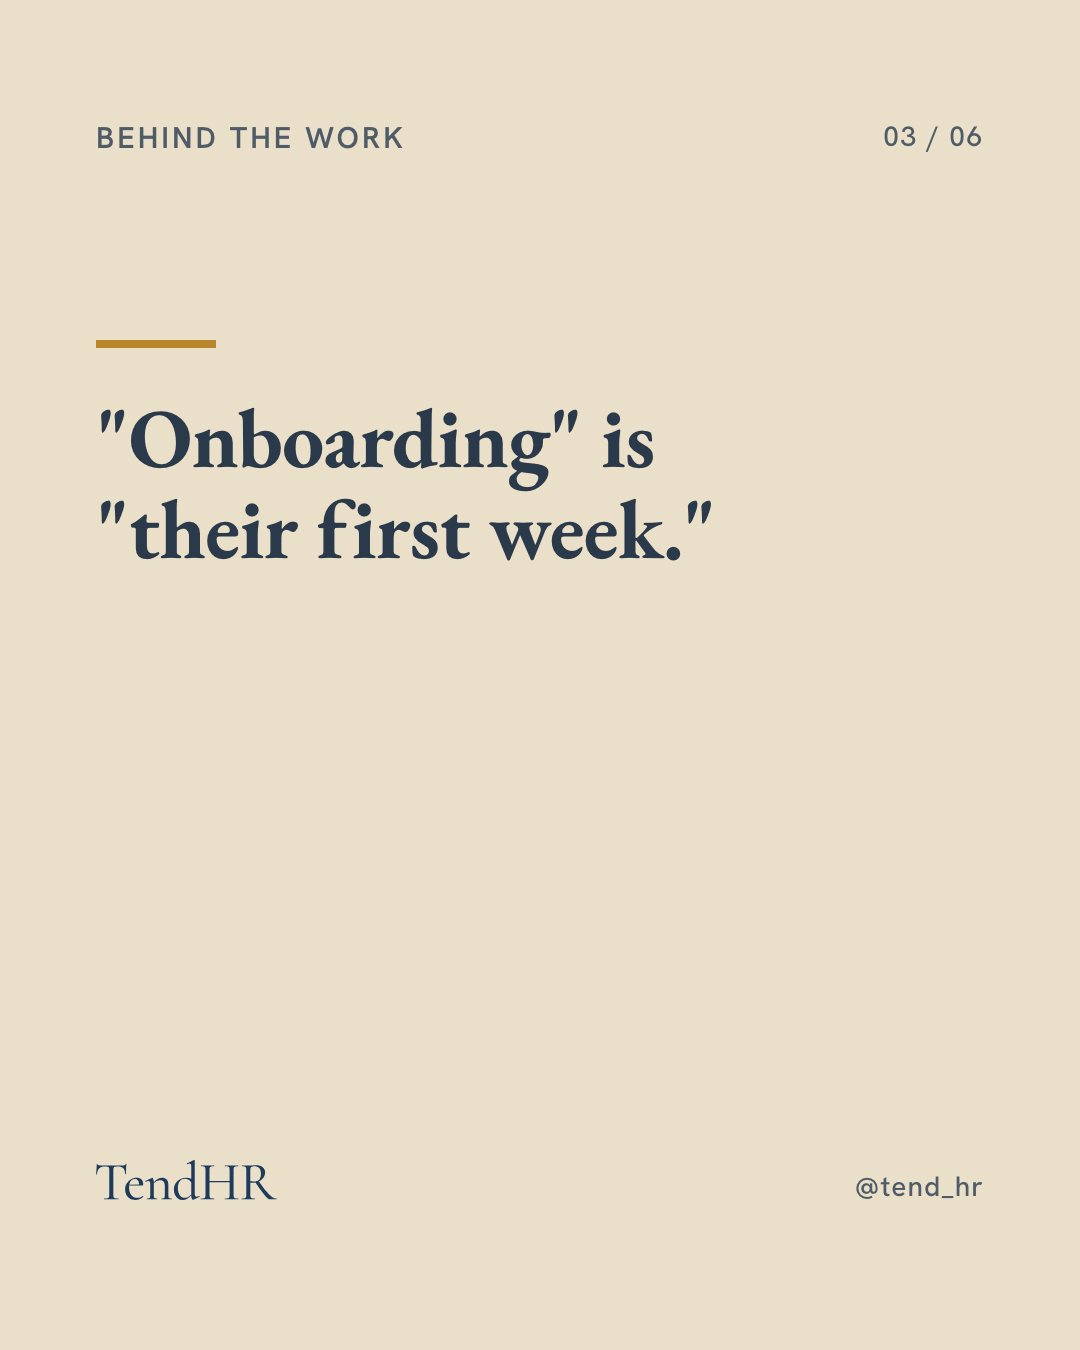 BEHIND THE WORK
03 / 06
"Onboarding" is
"their first week."
TendHR
@tend_hr